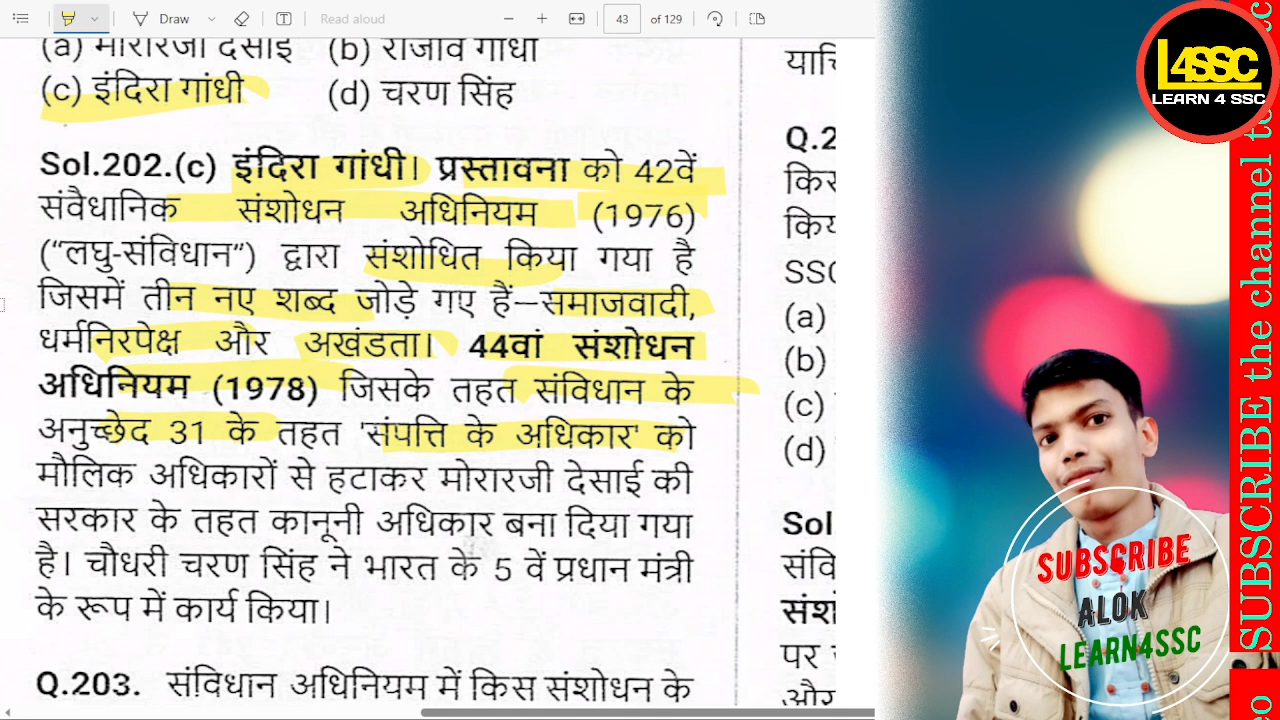 Draw
Read aloud
43 of 129
(a) मोरारजी देसाई (b) राजीव गांधी
(c) इंदिरा गांधी (d) चरण सिंह
Sol.202.(c) इंदिरा गांधी। प्रस्तावना को 42वें
संवैधानिक संशोधन अधिनियम (1976)
(“लघु-संविधान”) द्वारा संशोधित किया गया है
जिसमें तीन नए शब्द जोड़े गए हैं—समाजवादी,
धर्मनिरपेक्ष और अखंडता। 44वां संशोधन
अधिनियम (1978) जिसके तहत संविधान के
अनुच्छेद 31 के तहत 'संपत्ति के अधिकार' को
मौलिक अधिकारों से हटाकर मोरारजी देसाई की
सरकार के तहत कानूनी अधिकार बना दिया गया
है। चौधरी चरण सिंह ने भारत के 5 वें प्रधान मंत्री
के रूप में कार्य किया।
Q.203. संविधान अधिनियम में किस संशोधन के
Q.2
(a)
(b)
(c)
(d)
Sol
पर
L4SSC
LEARN 4 SSC
SUBSCRIBE
ALOK
LEARN4SSC
SUBSCRIBE the channel